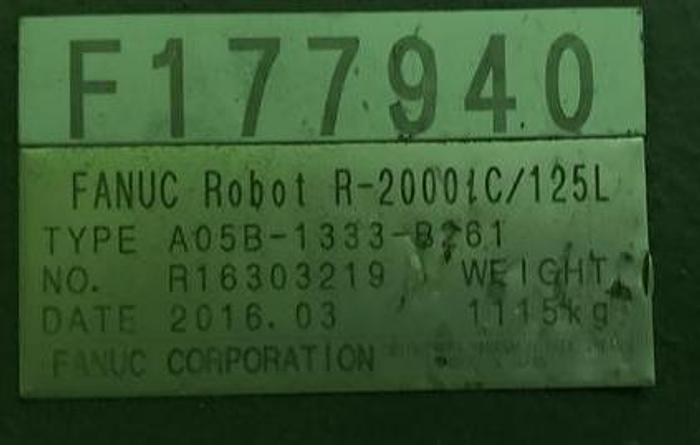 F177940
FANUC Robot R-2000iC/125L
TYPE A05B-1333-B261
NO. R16303219 WEIGHT
DATE 2016.03 1115kg
FANUC CORPORATION